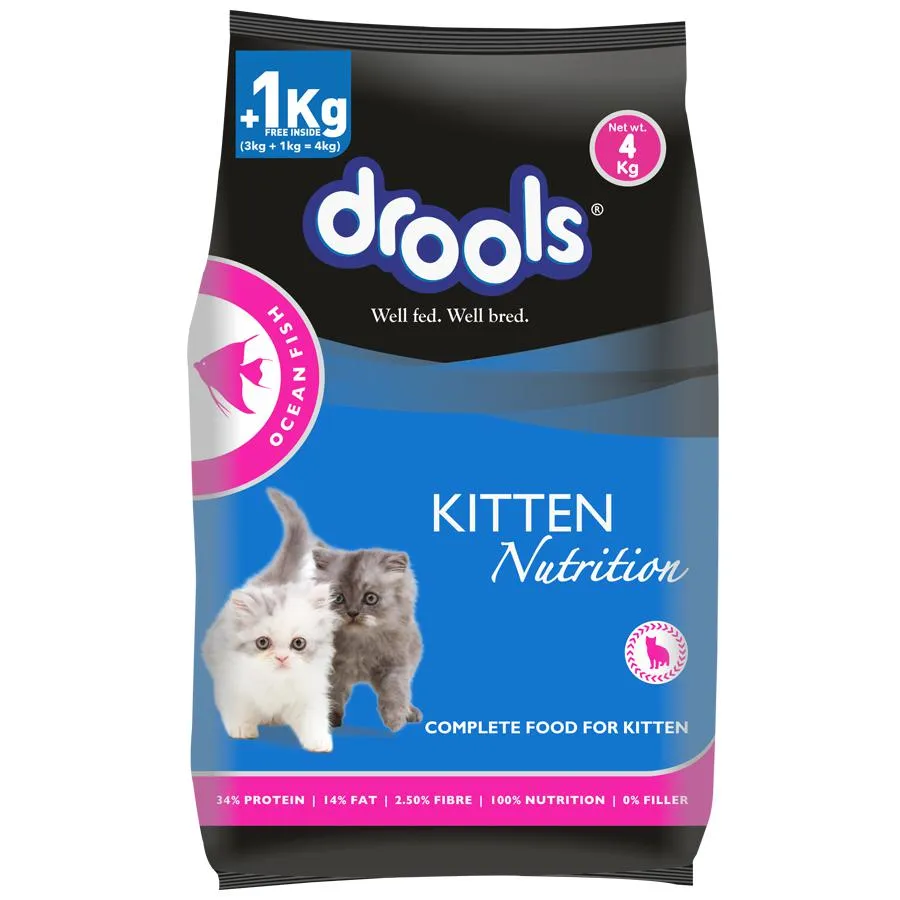 +1Kg
FREE INSIDE
(3kg + 1kg = 4kg)
Net wt.
4
Kg
drools®
Well fed. Well bred.
OCEAN FISH
KITTEN
Nutrition
COMPLETE FOOD FOR KITTEN
34% PROTEIN | 14% FAT | 2.50% FIBRE | 100% NUTRITION | 0% FILLER